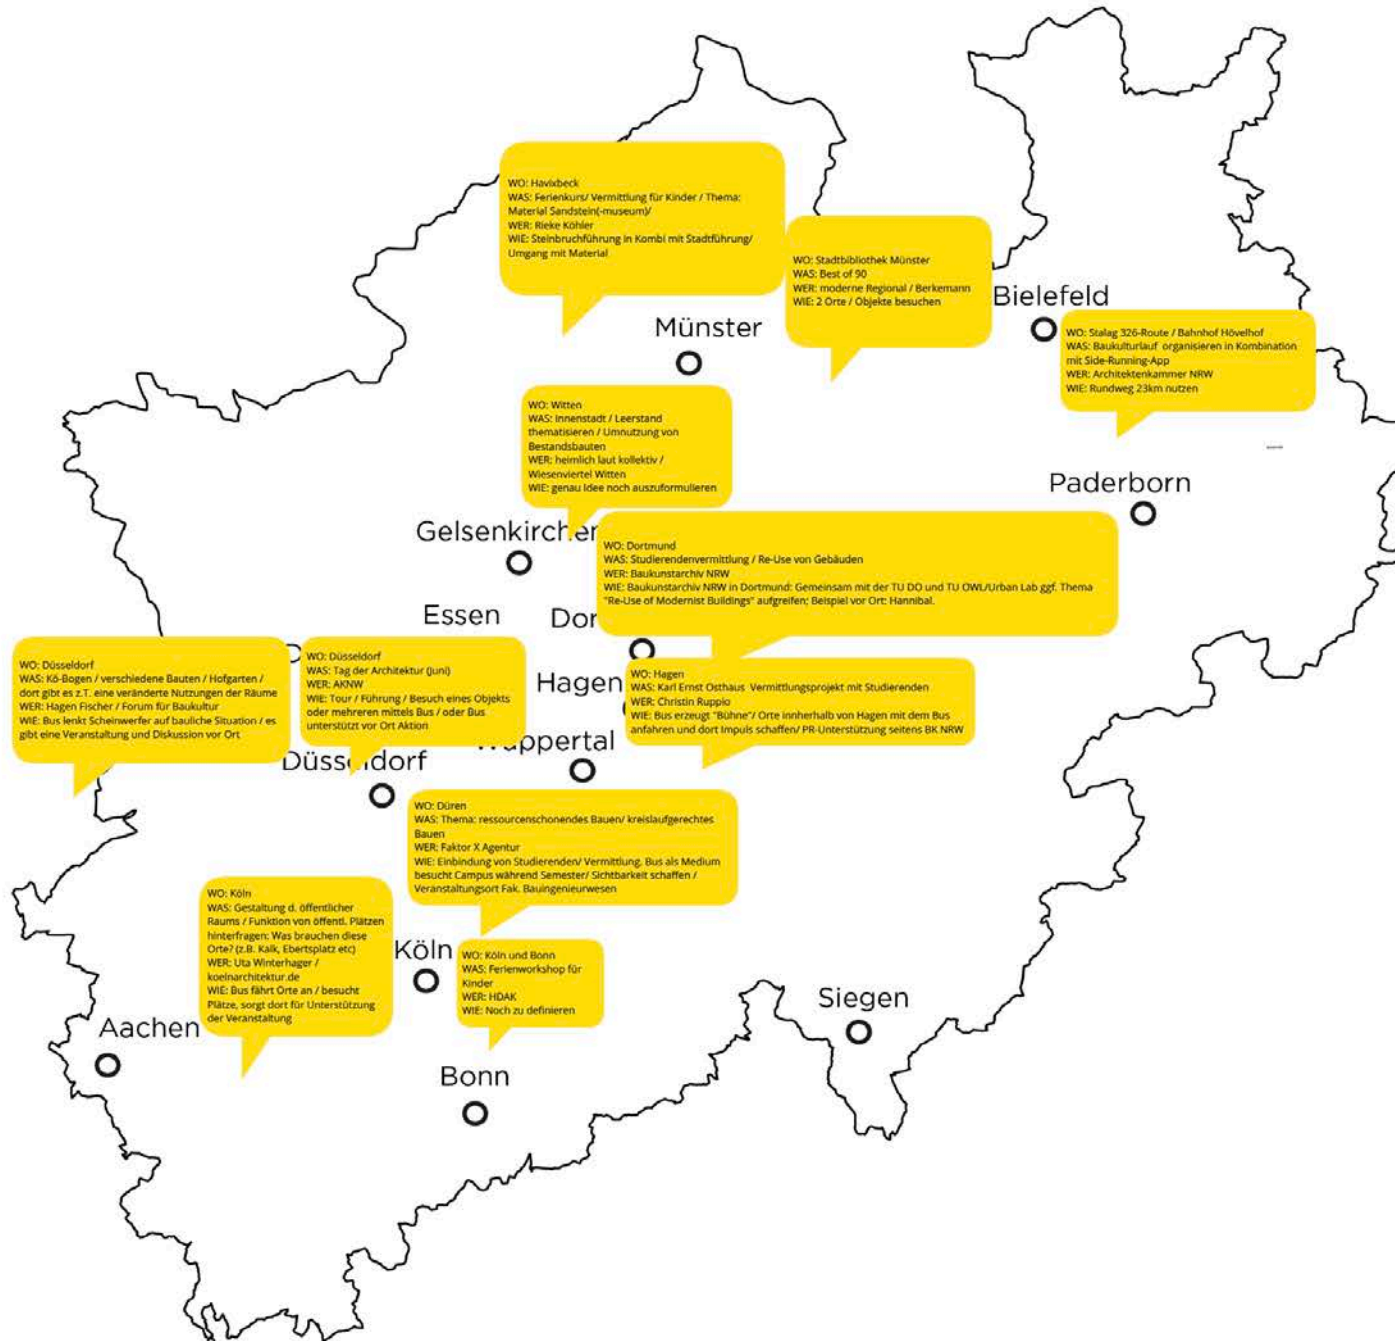 WO: Havixbeck
WAS: Ferienkurs/ Vermittlung für Kinder / Thema:
Material Sandstein(-museum)/
WER: Rieke Köhler
WIE: Steinbruchführung in Kombi mit Stadtführung/
Umgang mit Material
WO: Stadtbibliothek Münster
WAS: Best of 90
WER: moderne Regional / Berkemann
WIE: 2 Orte / Objekte besuchen
Bielefeld
Münster
WO: Stalag 326-Route / Bahnhof Hövelhof
WAS: Baukulturlauf organisieren in Kombination
mit Side-Running-App
WER: Architektenkammer NRW
WIE: Rundweg 23km nutzen
WO: Witten
WAS: Innenstadt / Leerstand
thematisieren / Umnutzung von
Bestandsbauten
WER: heimlich laut kollektiv /
Wiesenviertel Witten
WIE: genau Idee noch auszuformulieren
Paderborn
Gelsenkircher
WO: Dortmund
WAS: Studierendenvermittlung / Re-Use von Gebäuden
WER: Baukunstarchiv NRW
WIE: Baukunstarchiv NRW in Dortmund: Gemeinsam mit der TU DO und TU OWL/Urban Lab ggf. Thema
"Re-Use of Modernist Buildings" aufgreifen; Beispiel vor Ort: Hannibal.
Essen
Dor
WO: Düsseldorf
WAS: Kö-Bogen / verschiedene Bauten / Hofgarten /
dort gibt es z.T. eine veränderte Nutzungen der Räume
WER: Hagen Fischer / Forum für Baukultur
WIE: Bus lenkt Scheinwerfer auf bauliche Situation / es
gibt eine Veranstaltung und Diskussion vor Ort
WO: Düsseldorf
WAS: Tag der Architektur (Juni)
WER: AKNW
WIE: Tour / Führung / Besuch eines Objekts
oder mehreren mittels Bus / oder Bus
unterstützt vor Ort Aktion
Hagen
WO: Hagen
WAS: Karl Ernst Osthaus Vermittlungsprojekt mit Studierenden
WER: Christin Ruppio
WIE: Bus erzeugt "Bühne"/ Orte innherhalb von Hagen mit dem Bus
anfahren und dort Impuls schaffen/ PR-Unterstützung seitens BK NRW
Wuppertal
Düsseldorf
WO: Düren
WAS: Thema: ressourcenschonendes Bauen/ kreislaufgerechtes
Bauen
WER: Faktor X Agentur
WIE: Einbindung von Studierenden/ Vermittlung. Bus als Medium
besucht Campus während Semester/ Sichtbarkeit schaffen /
Veranstaltungsort Fak. Bauingenieurwesen
WO: Köln
WAS: Gestaltung d. öffentlicher
Raums / Funktion von öffentl. Plätzen
hinterfragen: Was brauchen diese
Orte? (z.B. Kalk, Ebertsplatz etc)
WER: Uta Winterhager /
koelnarchitektur.de
WIE: Bus fährt Orte an / besucht
Plätze, sorgt dort für Unterstützung
der Veranstaltung
Köln
WO: Köln und Bonn
WAS: Ferienworkshop für
Kinder
WER: HDAK
WIE: Noch zu definieren
Siegen
Aachen
Bonn